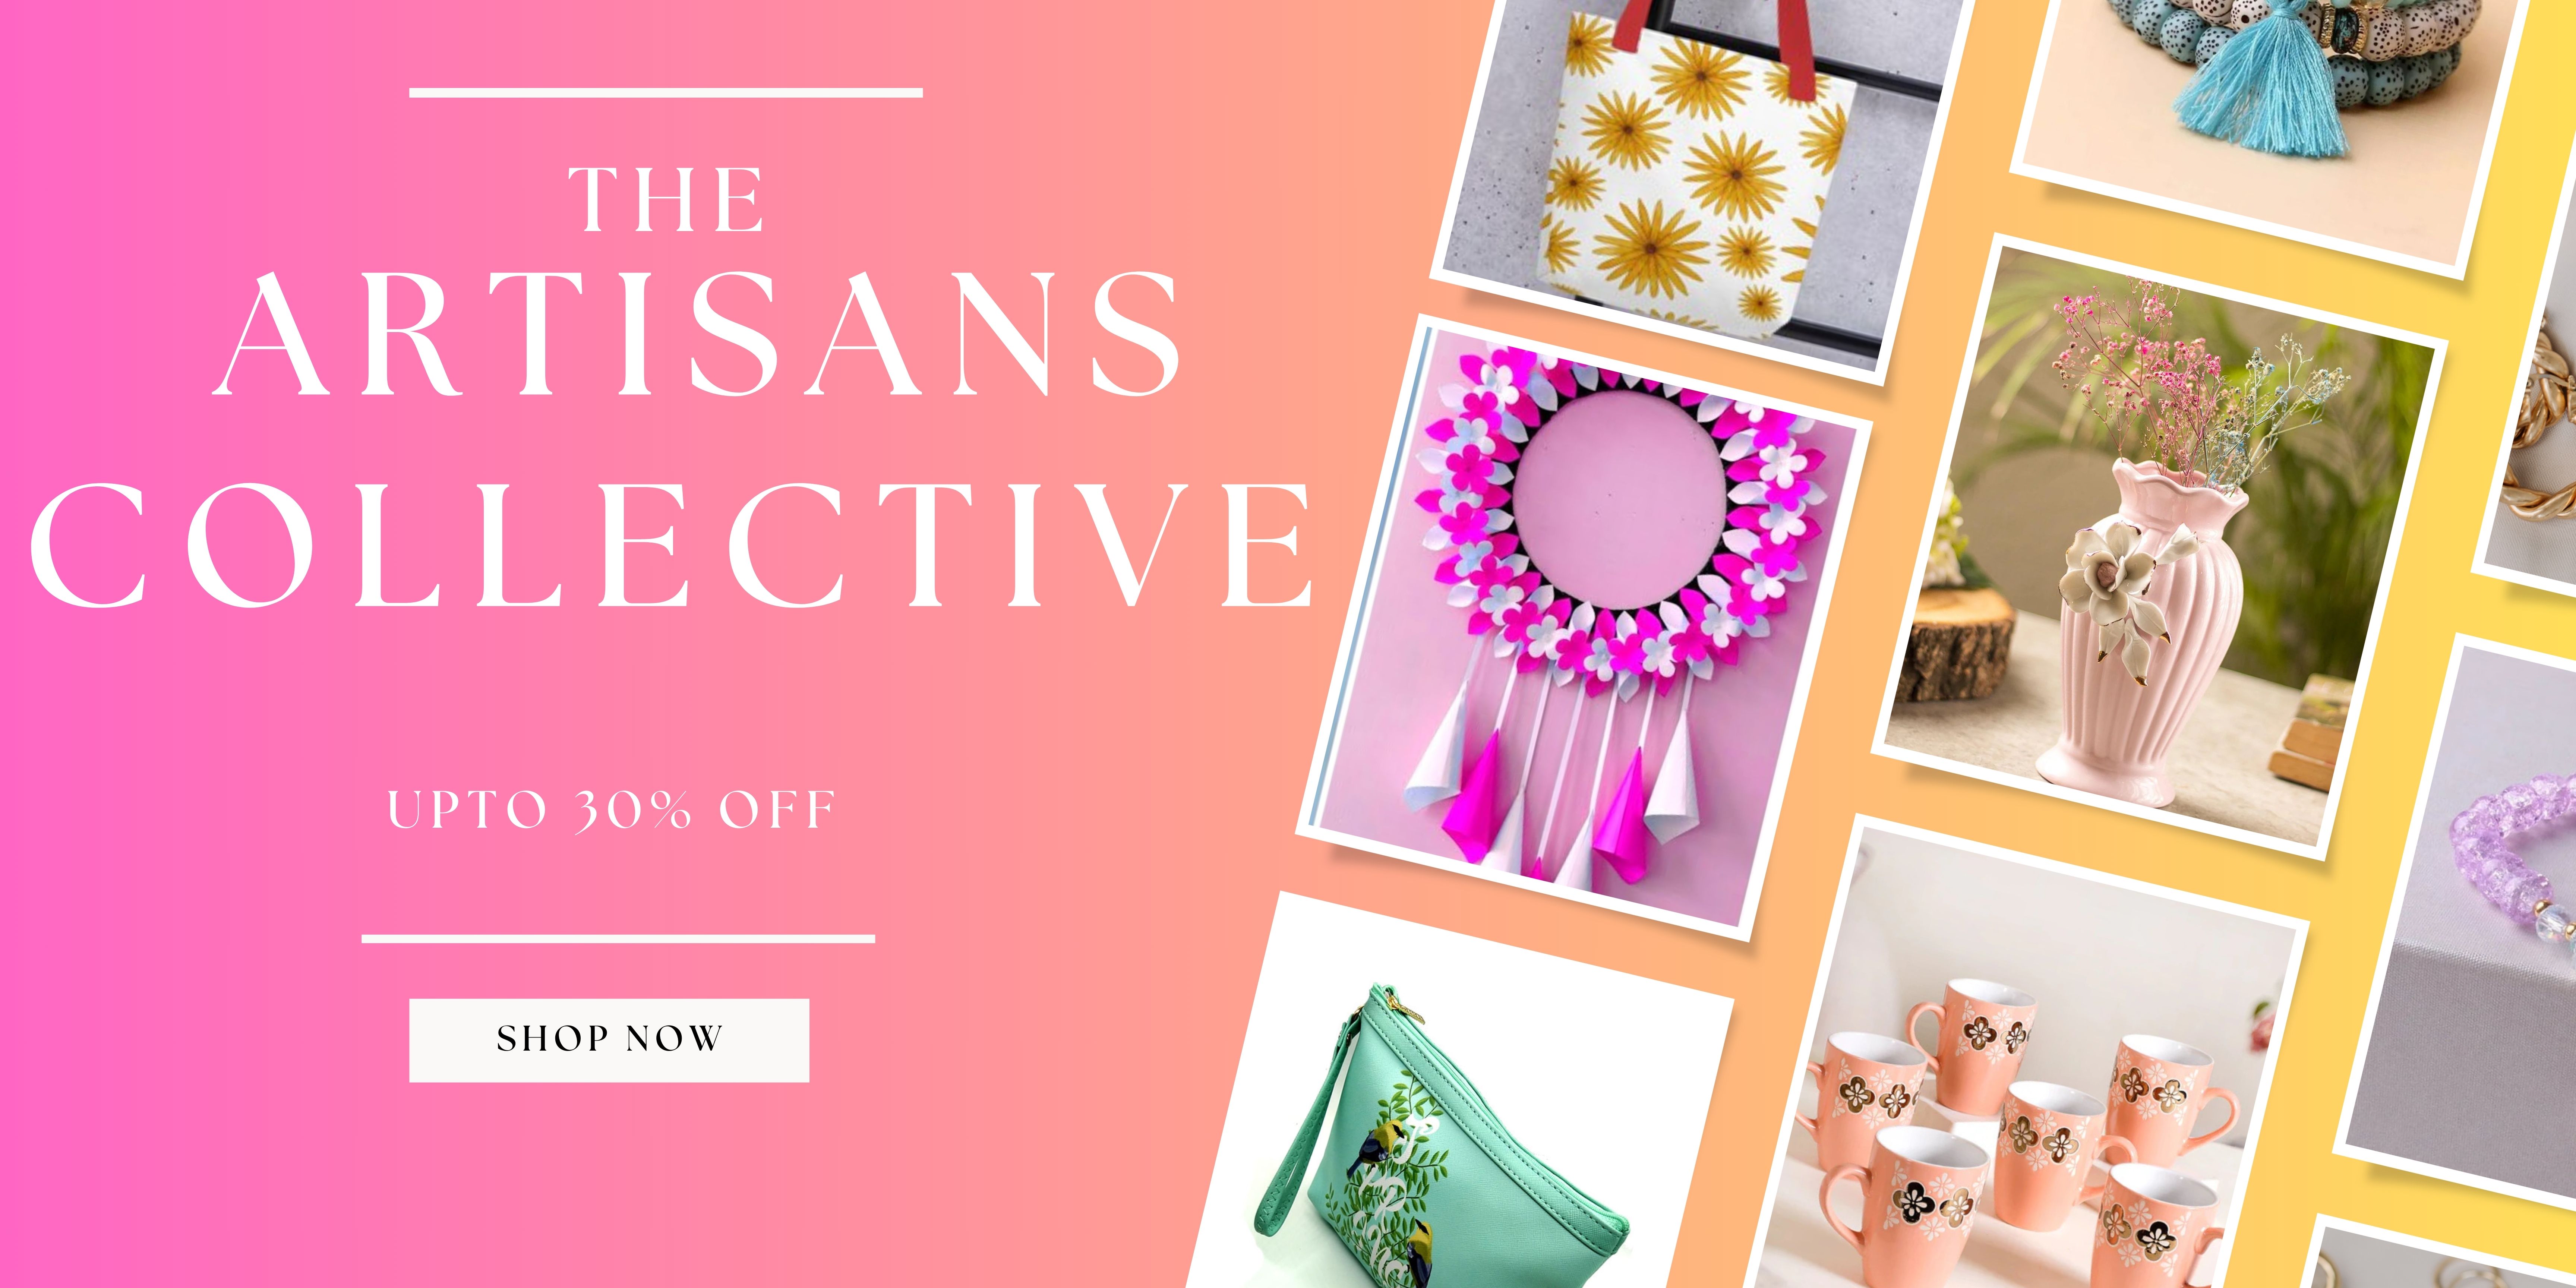 THE
ARTISANS
COLLECTIVE
UPTO 30% OFF
SHOP NOW